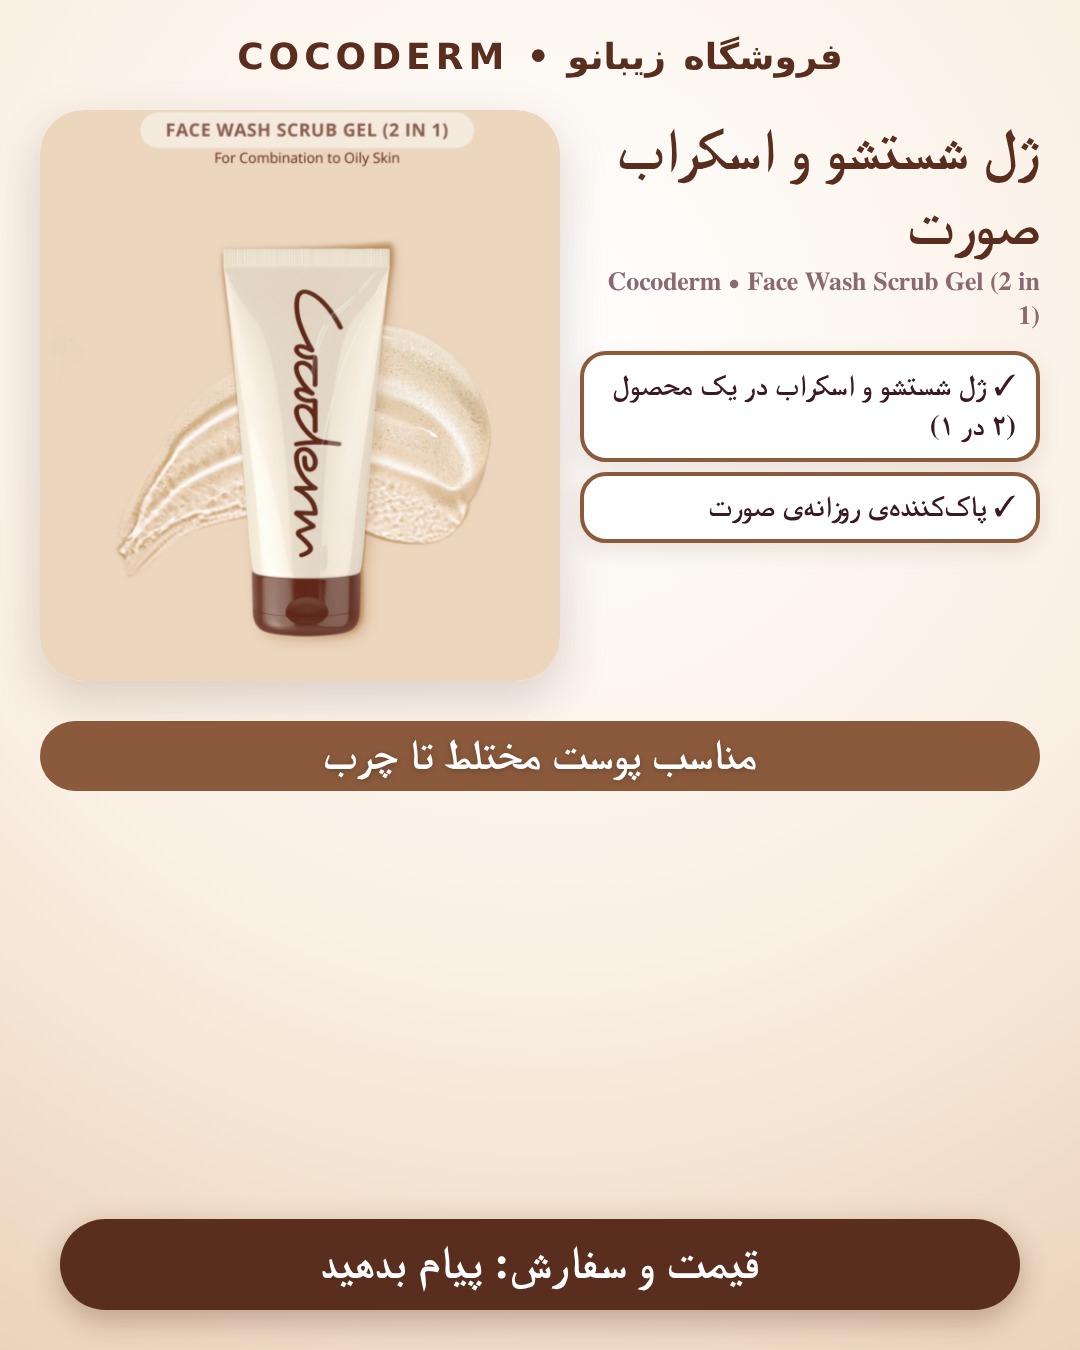 فروشگاه زیبانو • COCODERM
FACE WASH SCRUB GEL (2 IN 1)
For Combination to Oily Skin
Cocoderm
ژل شستشو و اسکراب
صورت
Cocoderm • Face Wash Scrub Gel (2 in
1)
✓ ژل شستشو و اسکراب در یک محصول
(۲ در ۱)
✓ پاک‌کننده‌ی روزانه‌ی صورت
مناسب پوست مختلط تا چرب
قیمت و سفارش: پیام بدهید